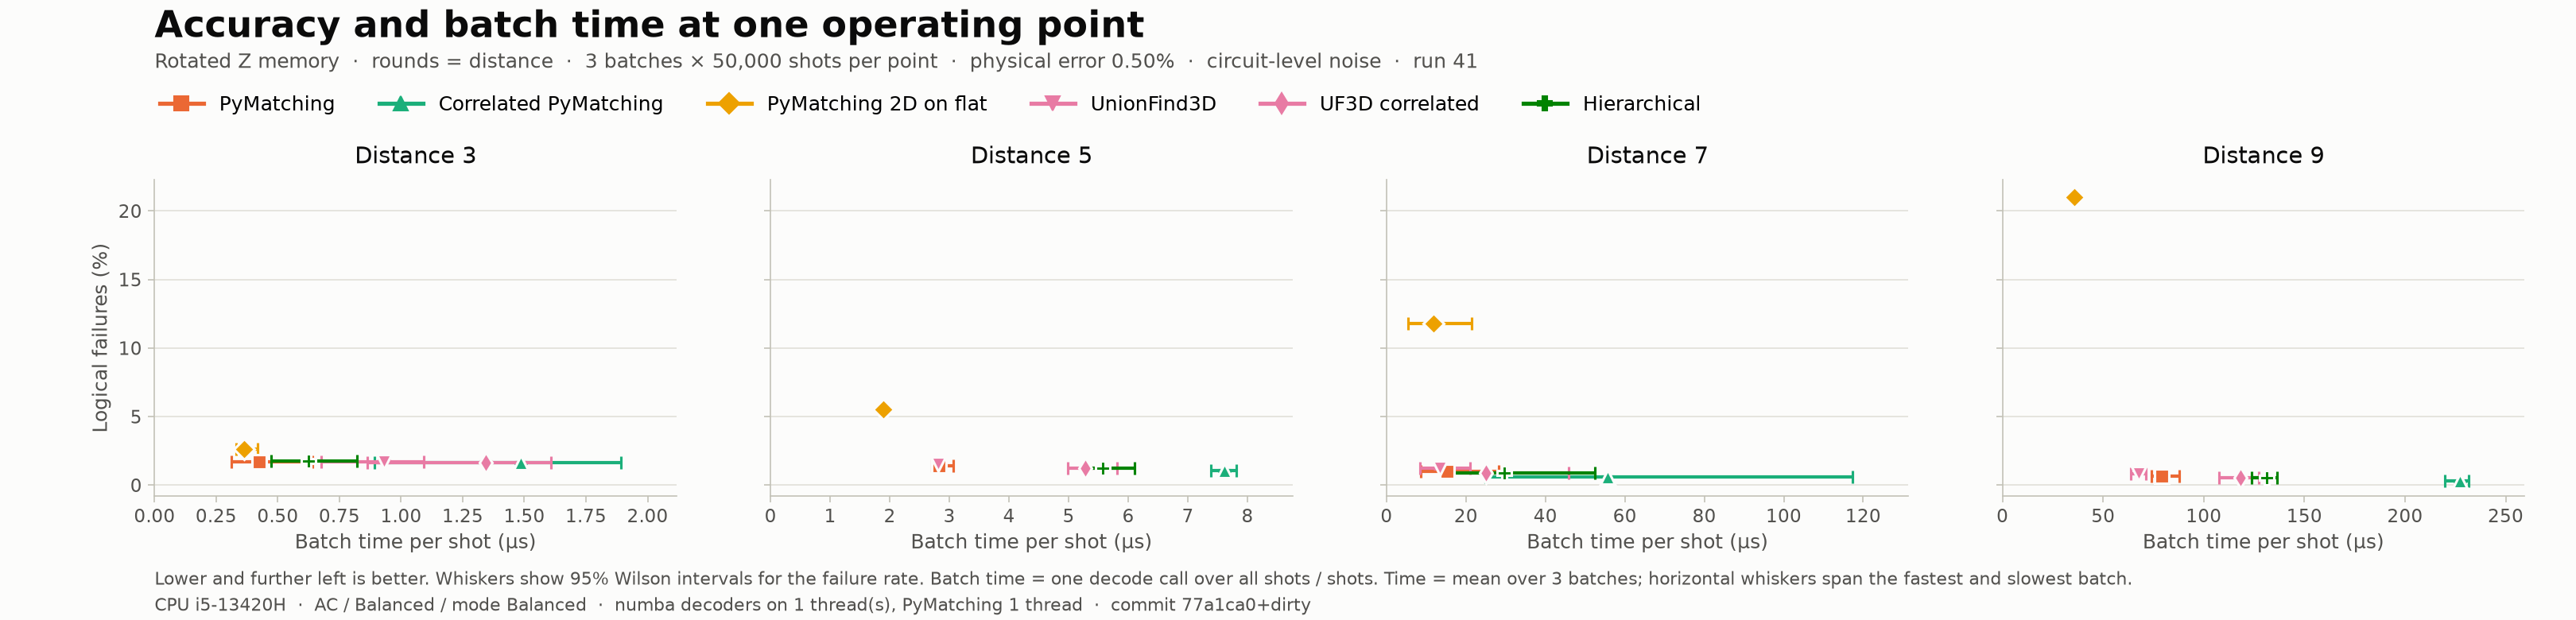 Accuracy and batch time at one operating point
Rotated Z memory · rounds = distance · 3 batches × 50,000 shots per point · physical error 0.50% · circuit-level noise · run 41
PyMatching Correlated PyMatching PyMatching 2D on flat UnionFind3D UF3D correlated Hierarchical
Distance 3 Distance 5 Distance 7 Distance 9
Logical failures (%)
20
15
10
5
0
0.00 0.25 0.50 0.75 1.00 1.25 1.50 1.75 2.00
0 1 2 3 4 5 6 7 8
0 20 40 60 80 100 120
0 50 100 150 200 250
Batch time per shot (µs) Batch time per shot (µs) Batch time per shot (µs) Batch time per shot (µs)
Lower and further left is better. Whiskers show 95% Wilson intervals for the failure rate. Batch time = one decode call over all shots / shots. Time = mean over 3 batches; horizontal whiskers span the fastest and slowest batch.
CPU i5-13420H · AC / Balanced / mode Balanced · numba decoders on 1 thread(s), PyMatching 1 thread · commit 77a1ca0+dirty